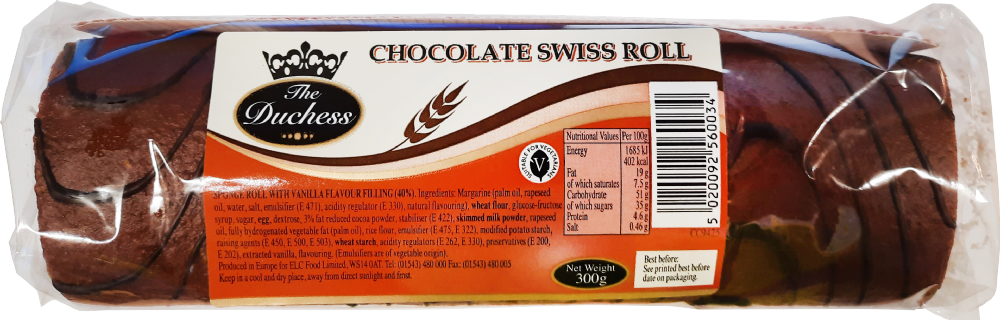 CHOCOLATE SWISS ROLL
The
Duchess
SUITABLE FOR VEGETARIANS
V
Nutritional Values Per 100g
Energy 1685 kJ
402 kcal
Fat 19 g
of which saturates 7.5 g
Carbohydrate 51 g
of which sugars 35 g
Protein 4.6 g
Salt 0.46 g
5 020092 560034
SPONGE ROLL WITH VANILLA FLAVOUR FILLING (40%). Ingredients: Margarine (palm oil, rapeseed
oil, water, salt, emulsifier (E 471), acidity regulator (E 330), natural flavouring), wheat flour, glucose-fructose
syrup, sugar, egg, dextrose, 3% fat reduced cocoa powder, stabiliser (E 422), skimmed milk powder, rapeseed
oil, fully hydrogenated vegetable fat (palm oil), rice flour, emulsifier (E 475, E 322), modified potato starch,
raising agents (E 450, E 500, E 503), wheat starch, acidity regulators (E 262, E 330), preservatives (E 200,
E 202), extracted vanilla, flavouring. (Emulsifiers are of vegetable origin).
Produced in Europe for ELC Food Limited. WS14 0AT. Tel: (01543) 480 000 Fax: (01543) 480 005
Keep in a cool and dry place, away from direct sunlight and frost.
Net Weight
300g
Best before:
See printed best before
date on packaging.